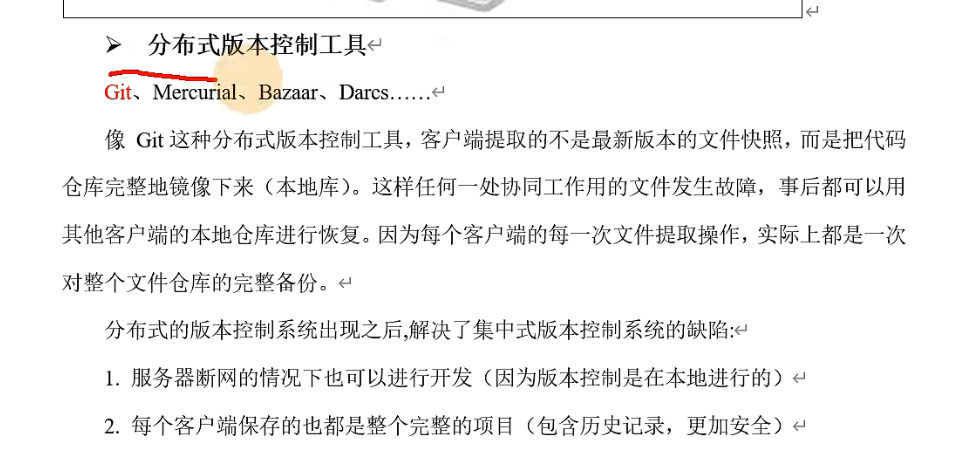 ➢ 分布式版本控制工具
Git、Mercurial、Bazaar、Darcs……
像 Git 这种分布式版本控制工具，客户端提取的不是最新版本的文件快照，而是把代码
仓库完整地镜像下来（本地库）。这样任何一处协同工作用的文件发生故障，事后都可以用
其他客户端的本地仓库进行恢复。因为每个客户端的每一次文件提取操作，实际上都是一次
对整个文件仓库的完整备份。
分布式的版本控制系统出现之后,解决了集中式版本控制系统的缺陷:
1. 服务器断网的情况下也可以进行开发（因为版本控制是在本地进行的）
2. 每个客户端保存的也都是整个完整的项目（包含历史记录，更加安全）